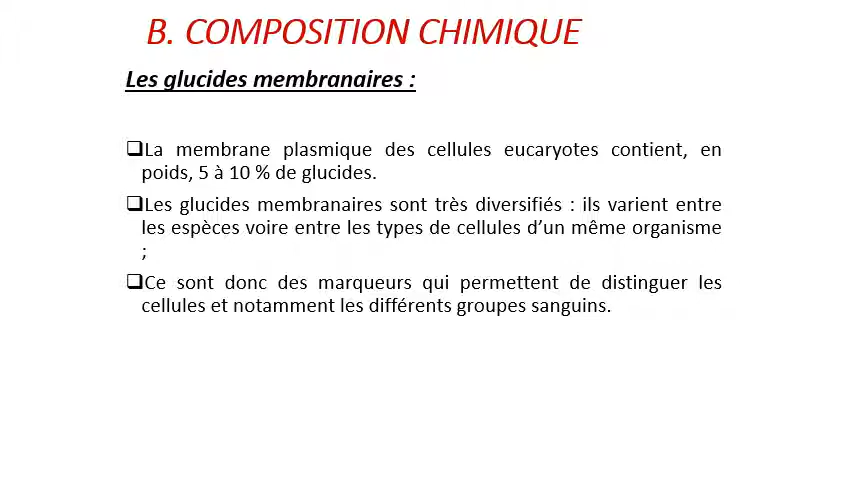 B. COMPOSITION CHIMIQUE
Les glucides membranaires :
❑La membrane plasmique des cellules eucaryotes contient, en
poids, 5 à 10 % de glucides.
❑Les glucides membranaires sont très diversifiés : ils varient entre
les espèces voire entre les types de cellules d’un même organisme
;
❑Ce sont donc des marqueurs qui permettent de distinguer les
cellules et notamment les différents groupes sanguins.